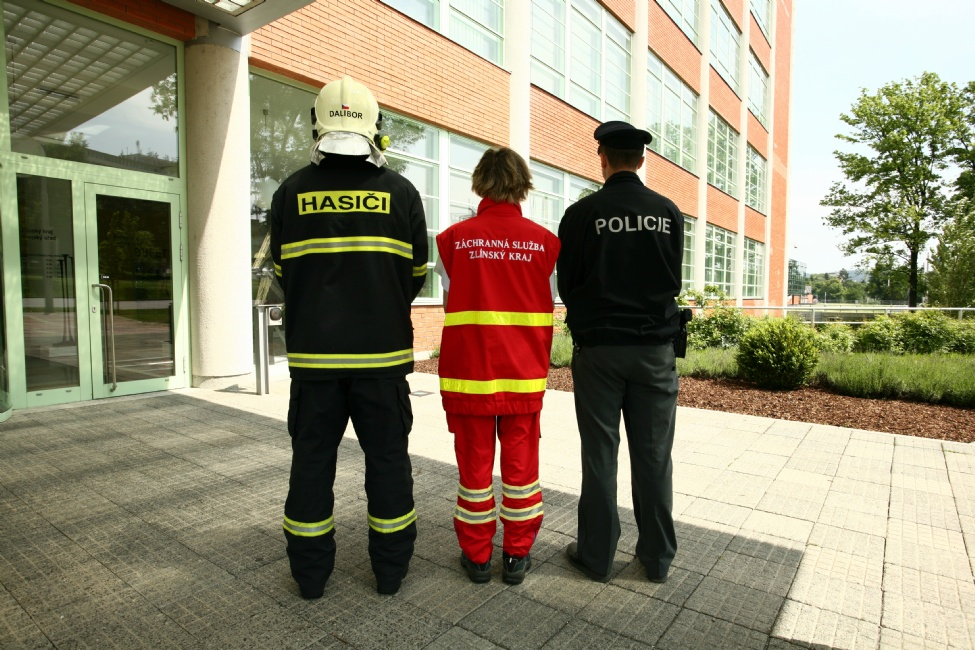 DALIBOR
HASIČI
ZÁCHRANNÁ SLUŽBA
ZLÍNSKÝ KRAJ
POLICIE